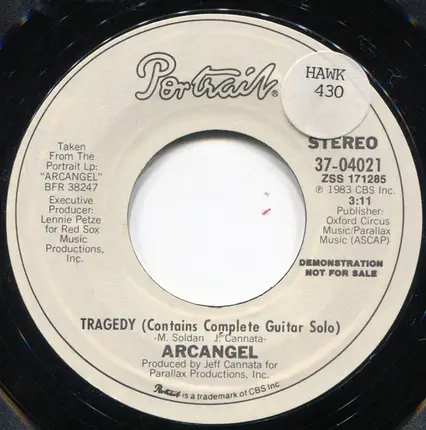 Portrait®
HAWK
430
Taken
From The
Portrait Lp:
"ARCANGEL"
BFR 38247
Executive
Producer:
Lennie Petze
for Red Sox
Music
Productions,
Inc.
STEREO
37-04021
ZSS 171285
℗ 1983 CBS Inc.
3:11
Publisher:
Oxford Circus
Music/Parallax
Music (ASCAP)
DEMONSTRATION
NOT FOR SALE
TRAGEDY (Contains Complete Guitar Solo)
-M. Soldan J. Cannata-
ARCANGEL
Produced by Jeff Cannata for
Parallax Productions, Inc.
Portrait is a trademark of CBS Inc